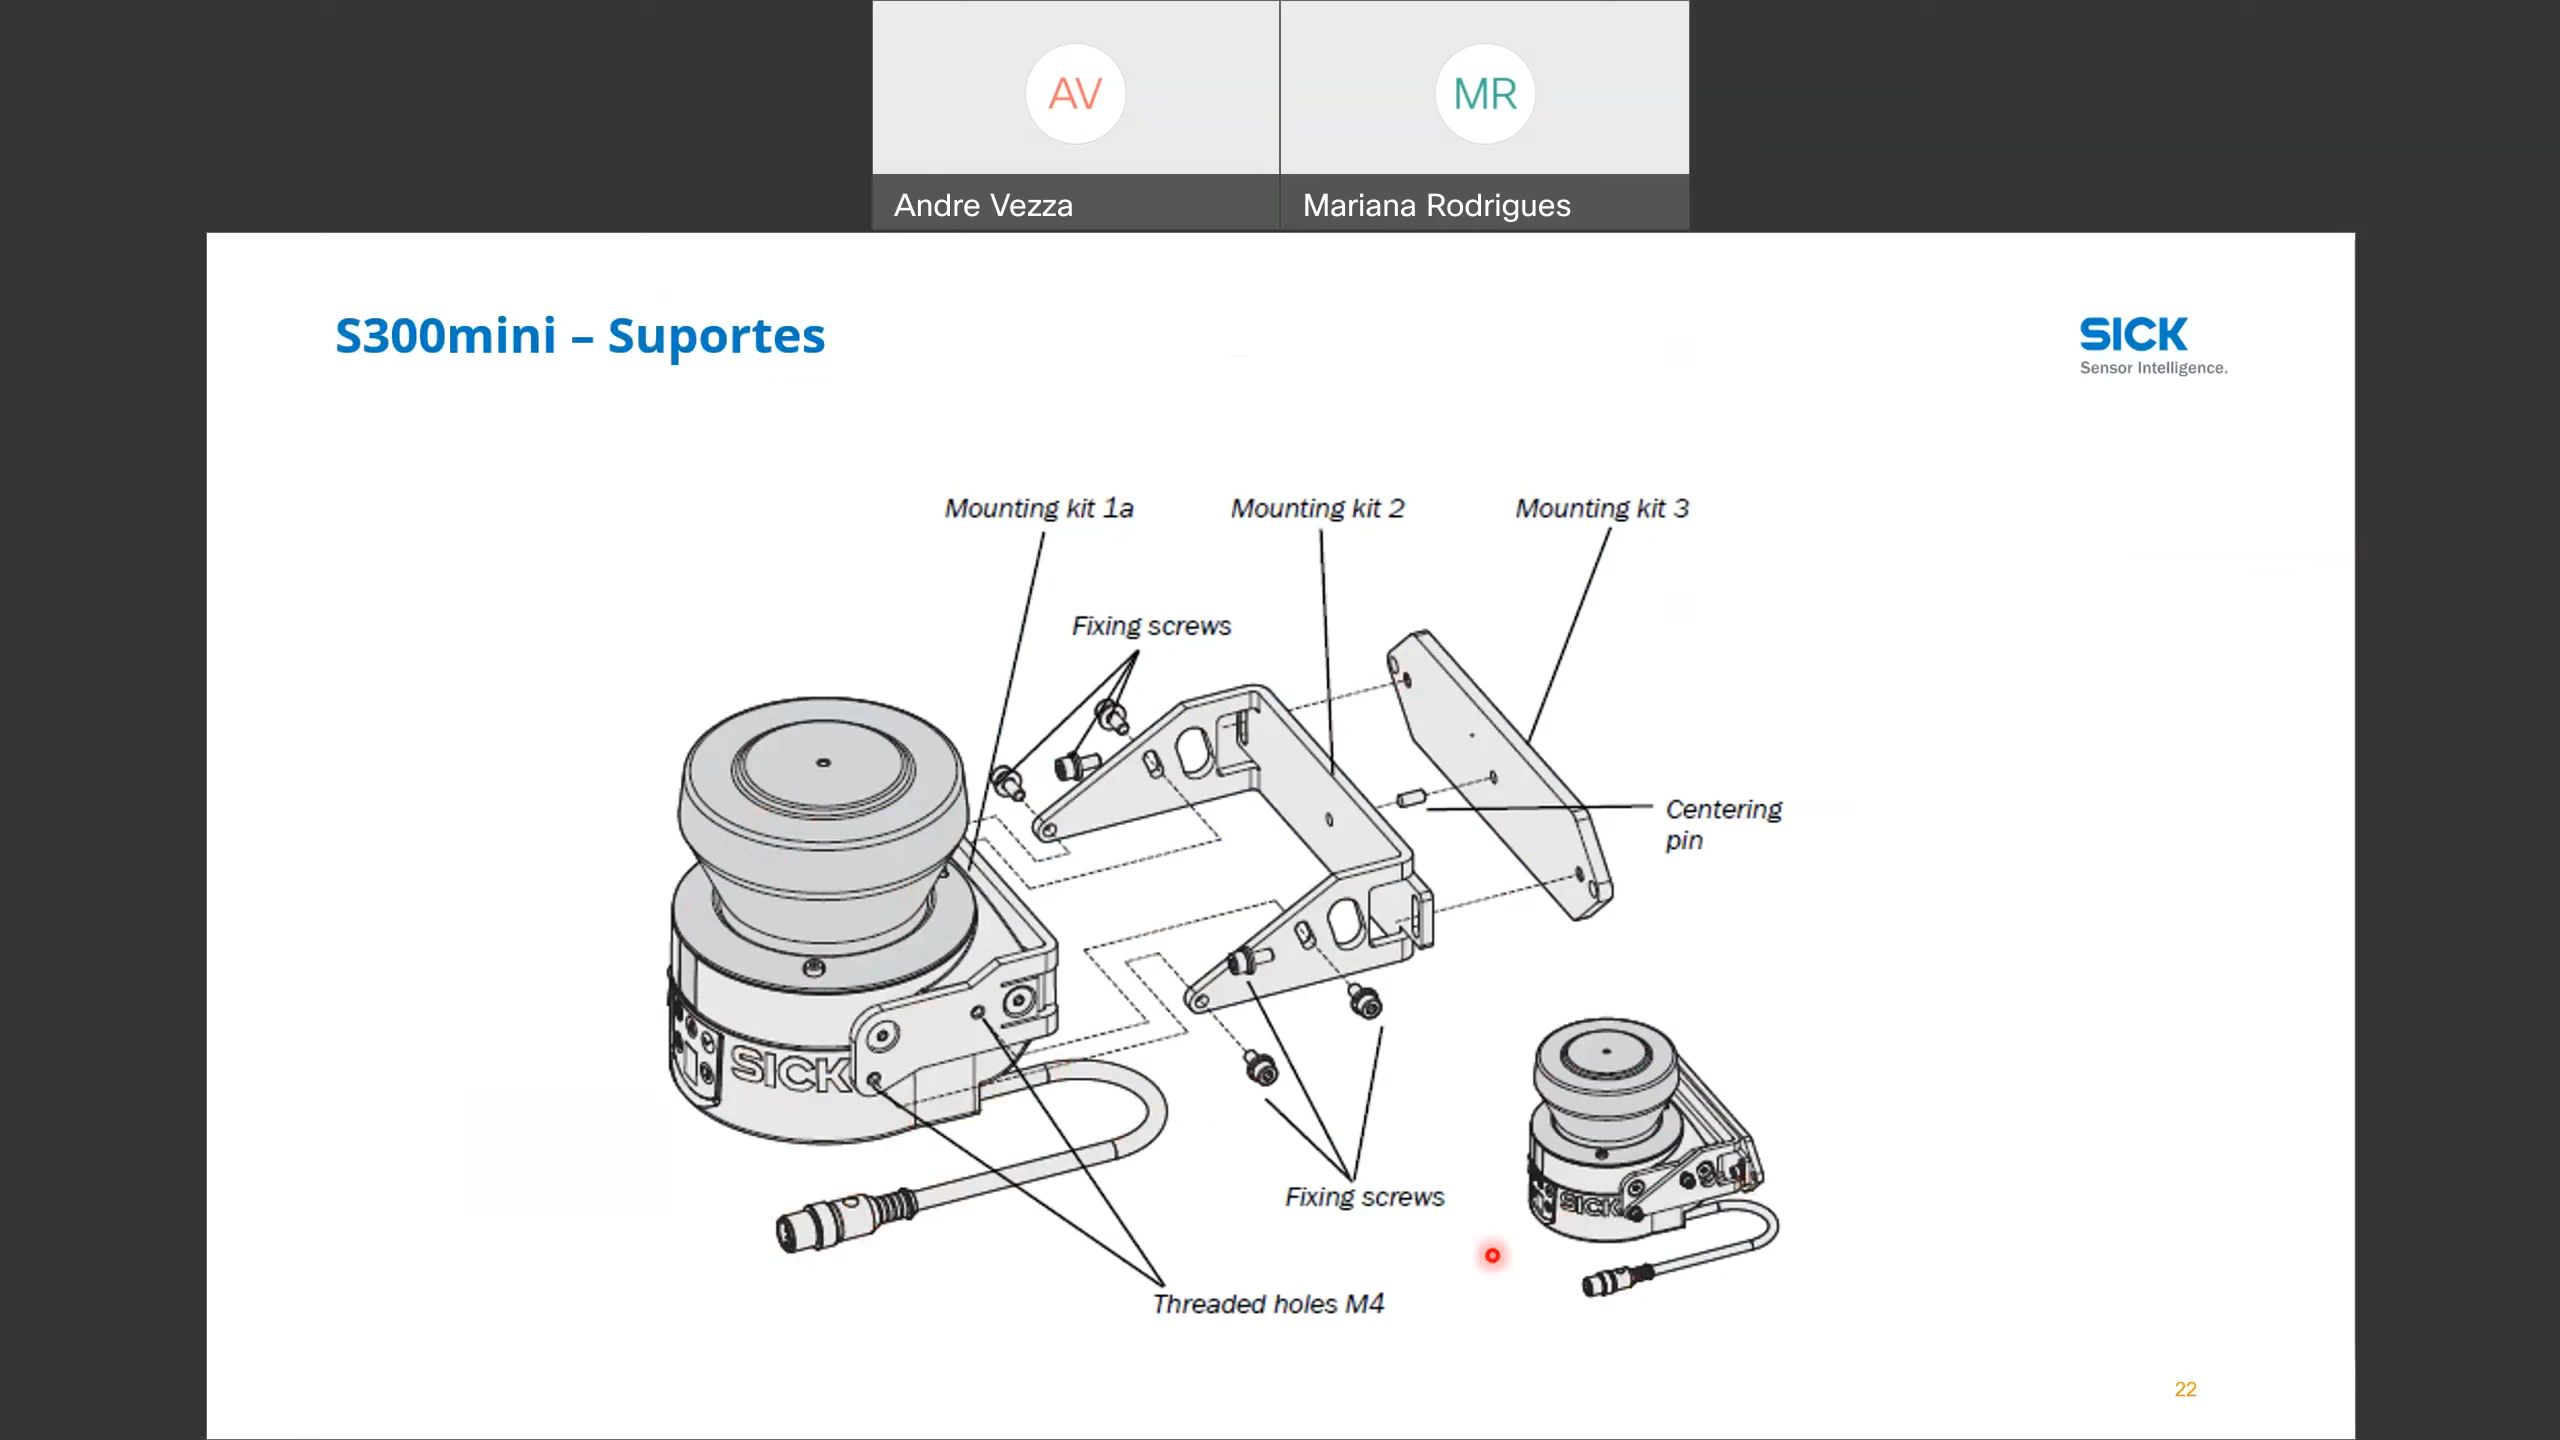 AV
MR
Andre Vezza
Mariana Rodrigues
S300mini – Suportes
SICK
Sensor Intelligence.
Mounting kit 1a
Mounting kit 2
Mounting kit 3
Fixing screws
Centering
pin
SICK
SICK
Fixing screws
Threaded holes M4
22